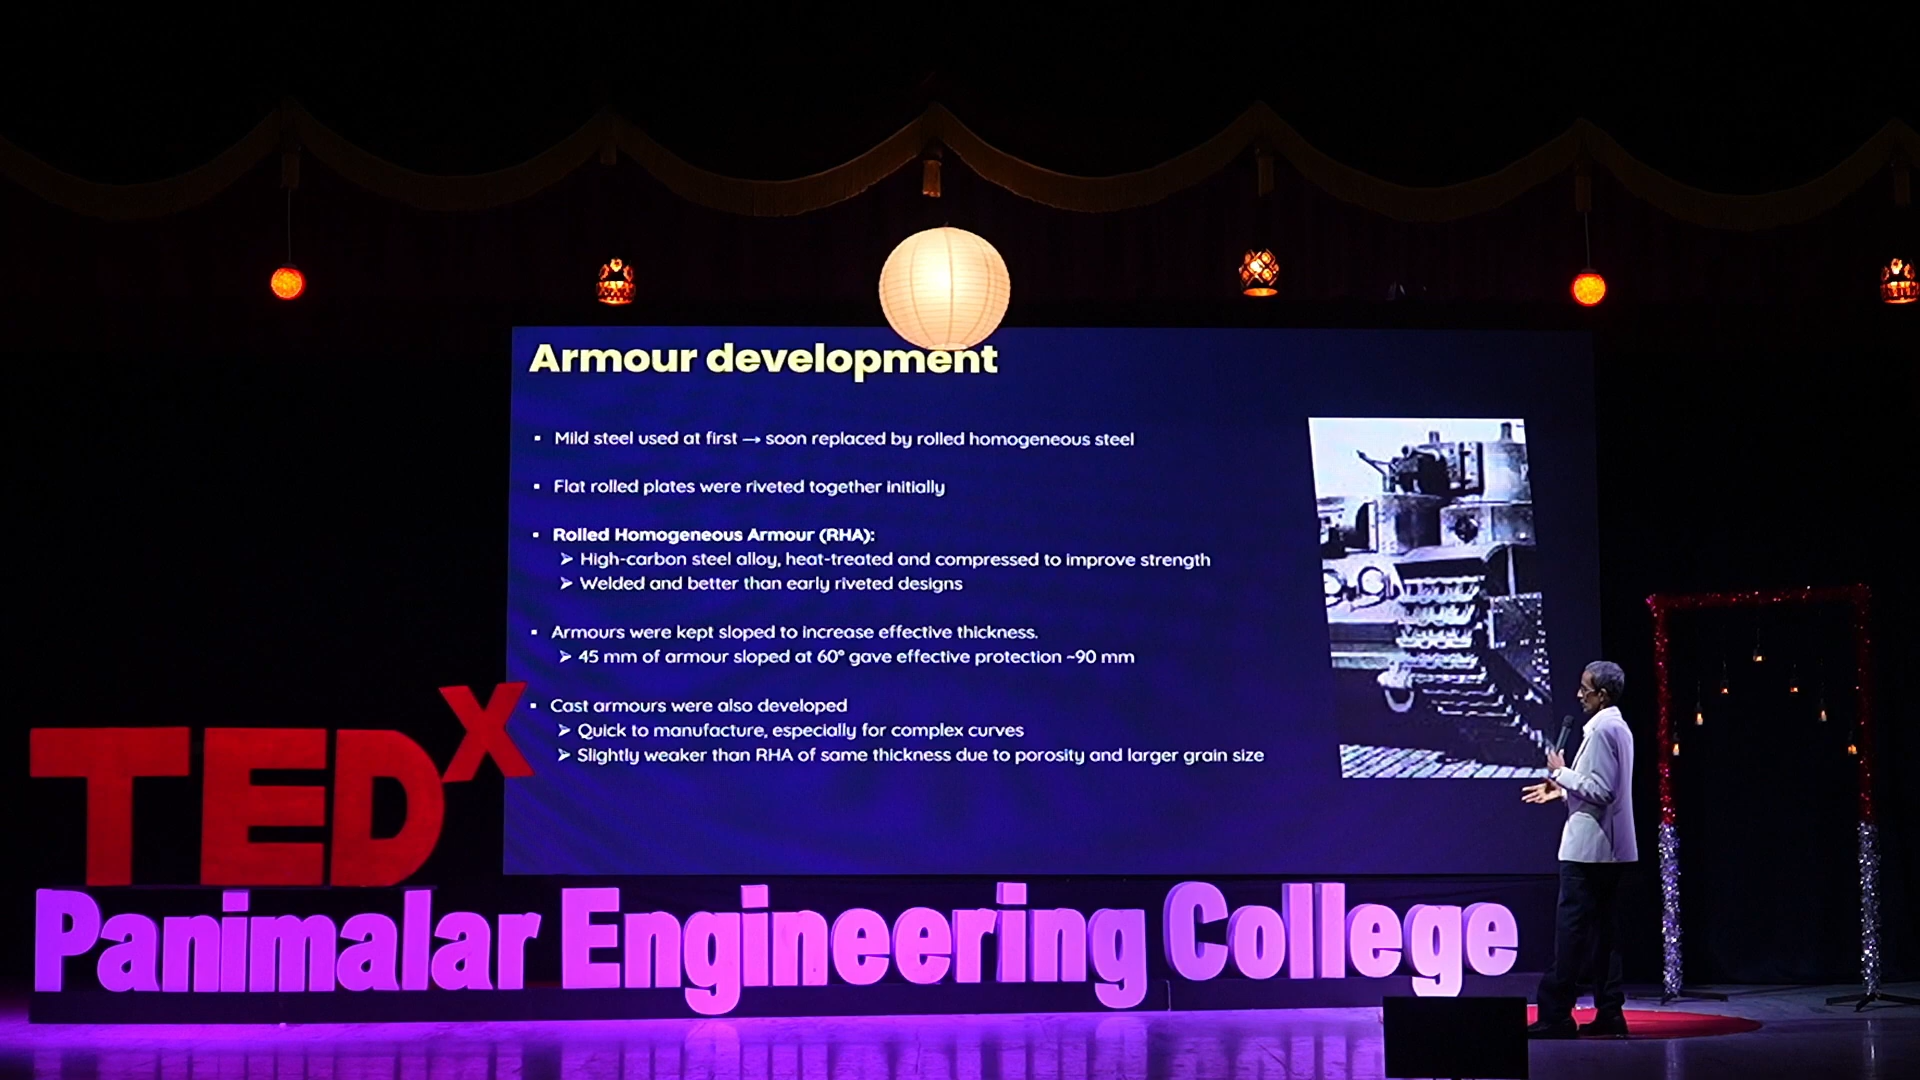 Armour development
▪ Mild steel used at first → soon replaced by rolled homogeneous steel
▪ Flat rolled plates were riveted together initially
▪ Rolled Homogeneous Armour (RHA):
➢ High-carbon steel alloy, heat-treated and compressed to improve strength
➢ Welded and better than early riveted designs
▪ Armours were kept sloped to increase effective thickness.
➢ 45 mm of armour sloped at 60° gave effective protection ~90 mm
▪ Cast armours were also developed
➢ Quick to manufacture, especially for complex curves
➢ Slightly weaker than RHA of same thickness due to porosity and larger grain size
TEDx
Panimalar Engineering College